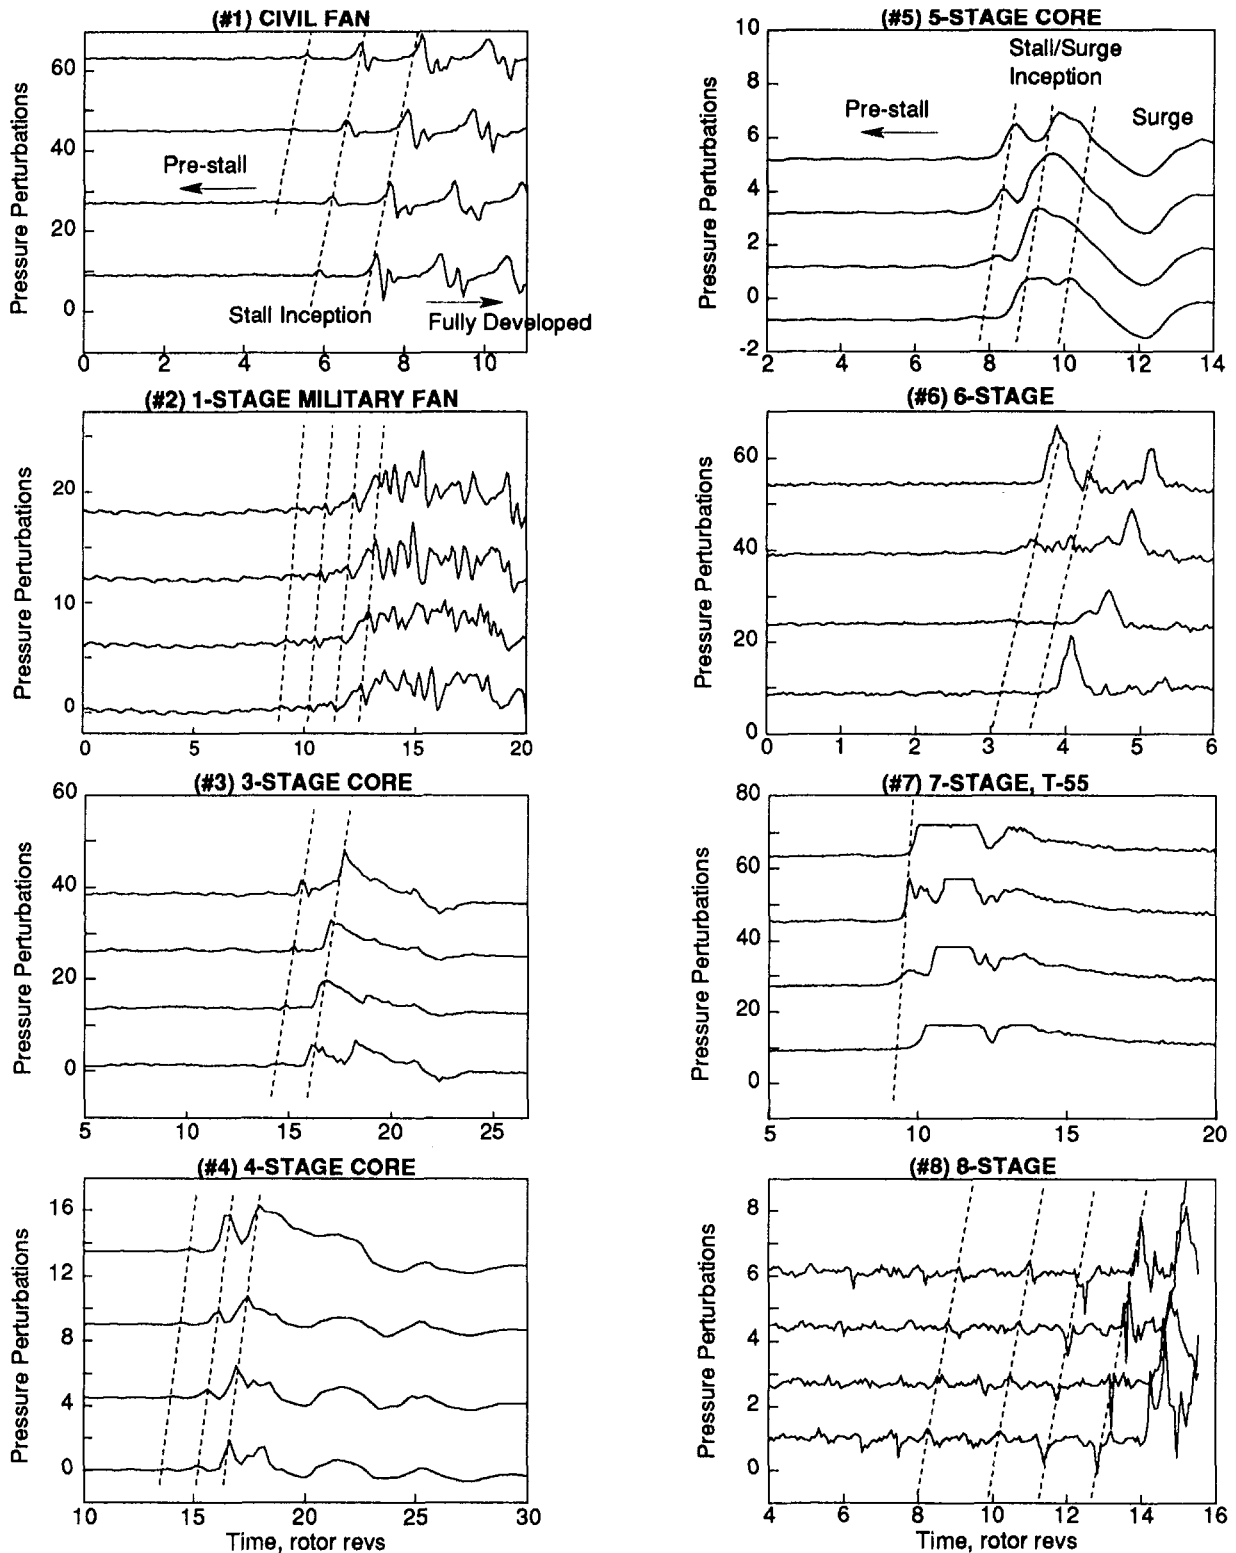 (#1) CIVIL FAN
Pressure Perturbations
60
40
20
0
Pre-stall
Stall Inception
Fully Developed
0 2 4 6 8 10
(#2) 1-STAGE MILITARY FAN
Pressure Perturbations
20
10
0
0 5 10 15 20
(#3) 3-STAGE CORE
Pressure Perturbations
60
40
20
0
5 10 15 20 25
(#4) 4-STAGE CORE
Pressure Perturbations
16
12
8
4
0
10 15 20 25 30
Time, rotor revs
(#5) 5-STAGE CORE
Pressure Perturbations
10
8
6
4
2
0
-2
Stall/Surge
Inception
Pre-stall
Surge
2 4 6 8 10 12 14
(#6) 6-STAGE
Pressure Perturbations
60
40
20
0
0 1 2 3 4 5 6
(#7) 7-STAGE, T-55
Pressure Perturbations
80
60
40
20
0
5 10 15 20
(#8) 8-STAGE
Pressure Perturbations
8
6
4
2
0
4 6 8 10 12 14 16
Time, rotor revs